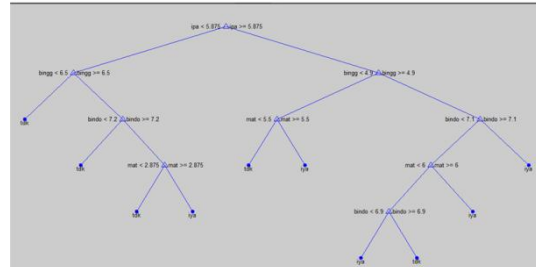 ipa < 5.875 ipa >= 5.875
bingg < 6.5 bingg >= 6.5
bingg < 4.9 bingg >= 4.9
tdk
bindo < 7.2 bindo >= 7.2
mat < 5.5 mat >= 5.5
bindo < 7.1 bindo >= 7.1
tdk
mat < 2.875 mat >= 2.875
tdk
iya
mat < 6 mat >= 6
iya
tdk
iya
bindo < 6.9 bindo >= 6.9
iya
iya
tdk